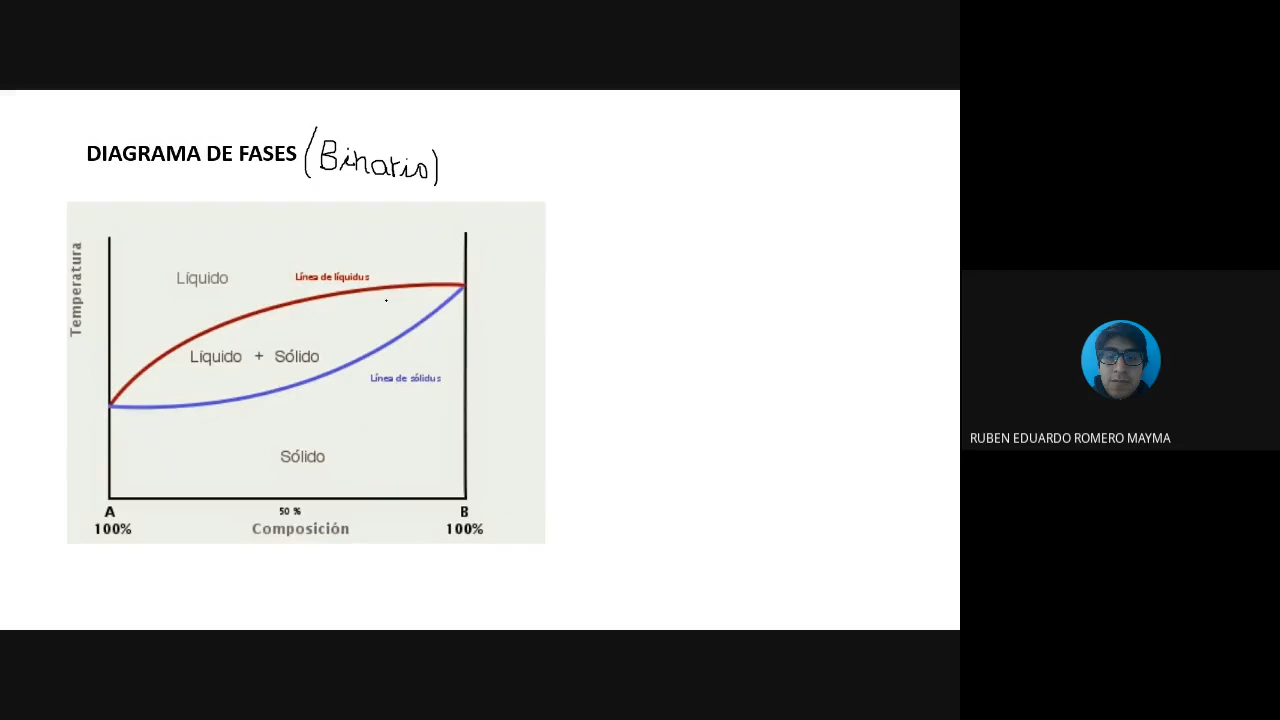 DIAGRAMA DE FASES (Binario)
Temperatura
Líquido
Línea de líquidus
Líquido + Sólido
Línea de sólidus
Sólido
A 50 % B
100% Composición 100%
RUBEN EDUARDO ROMERO MAYMA